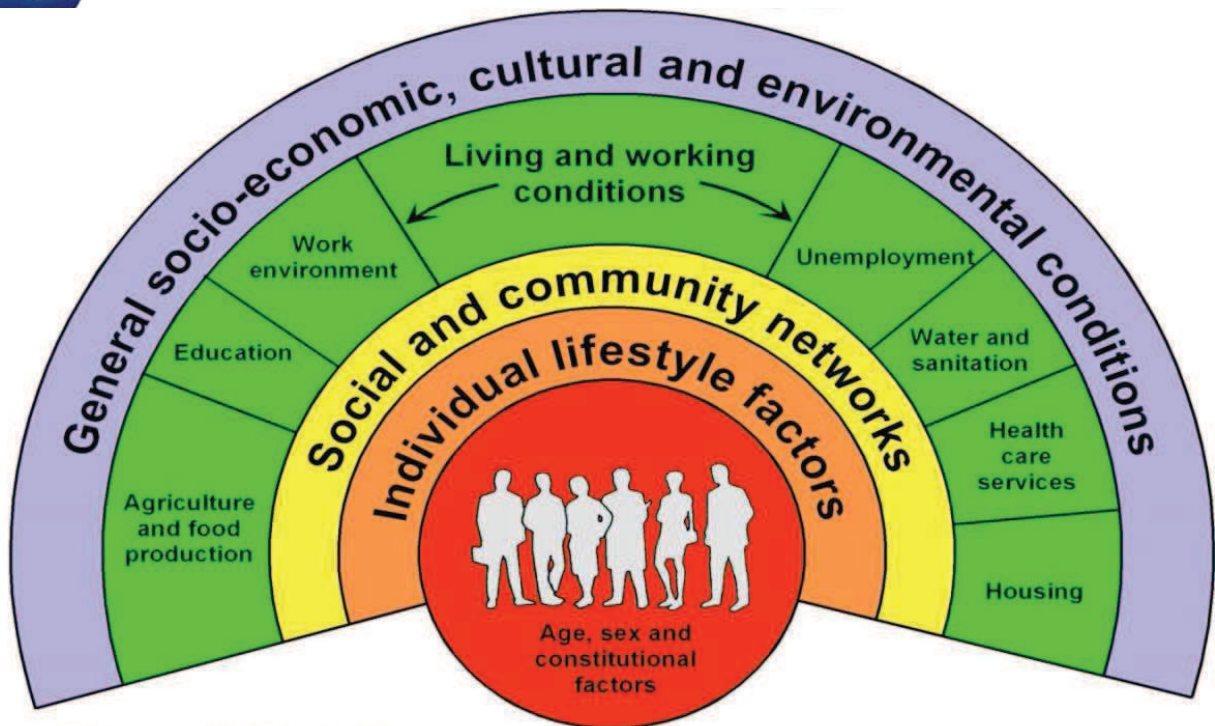 General socio-economic, cultural and environmental conditions
Living and working
conditions
Work
environment
Unemployment
Education
Water and
sanitation
Agriculture
and food
production
Health
care
services
Housing
Social and community networks
Individual lifestyle factors
Age, sex and
constitutional
factors